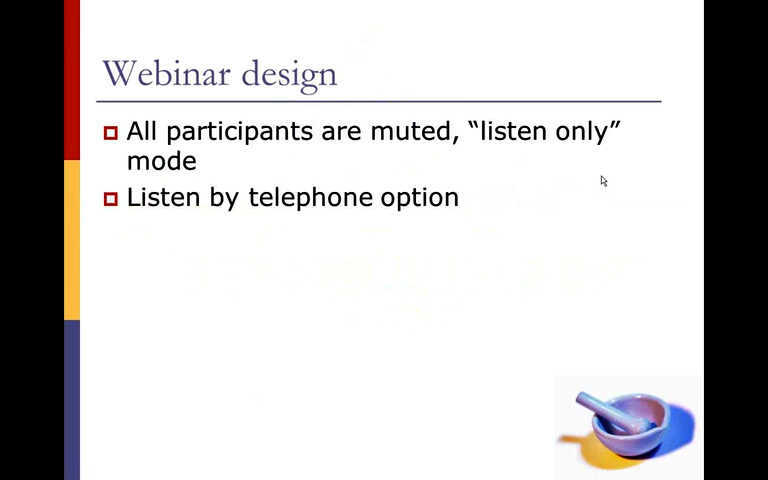 Webinar design
All participants are muted, “listen only”
mode
Listen by telephone option